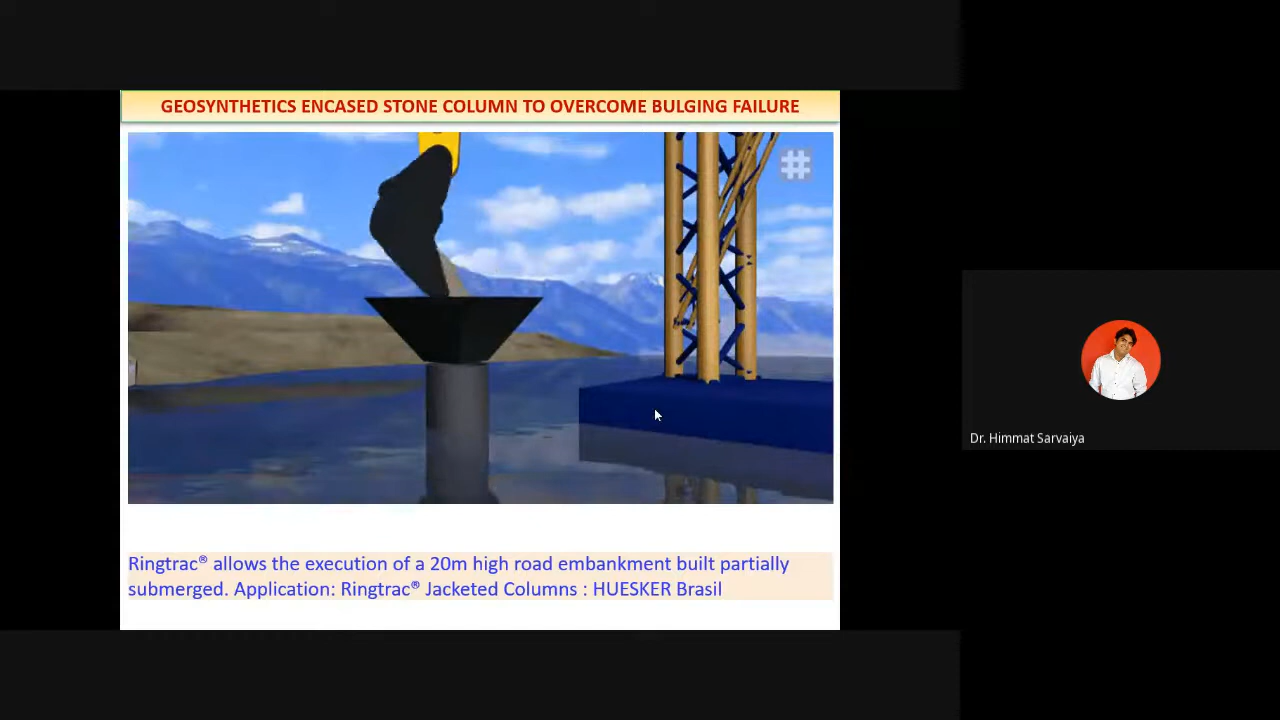 GEOSYNTHETICS ENCASED STONE COLUMN TO OVERCOME BULGING FAILURE
Ringtrac® allows the execution of a 20m high road embankment built partially
submerged. Application: Ringtrac® Jacketed Columns : HUESKER Brasil
Dr. Himmat Sarvaiya